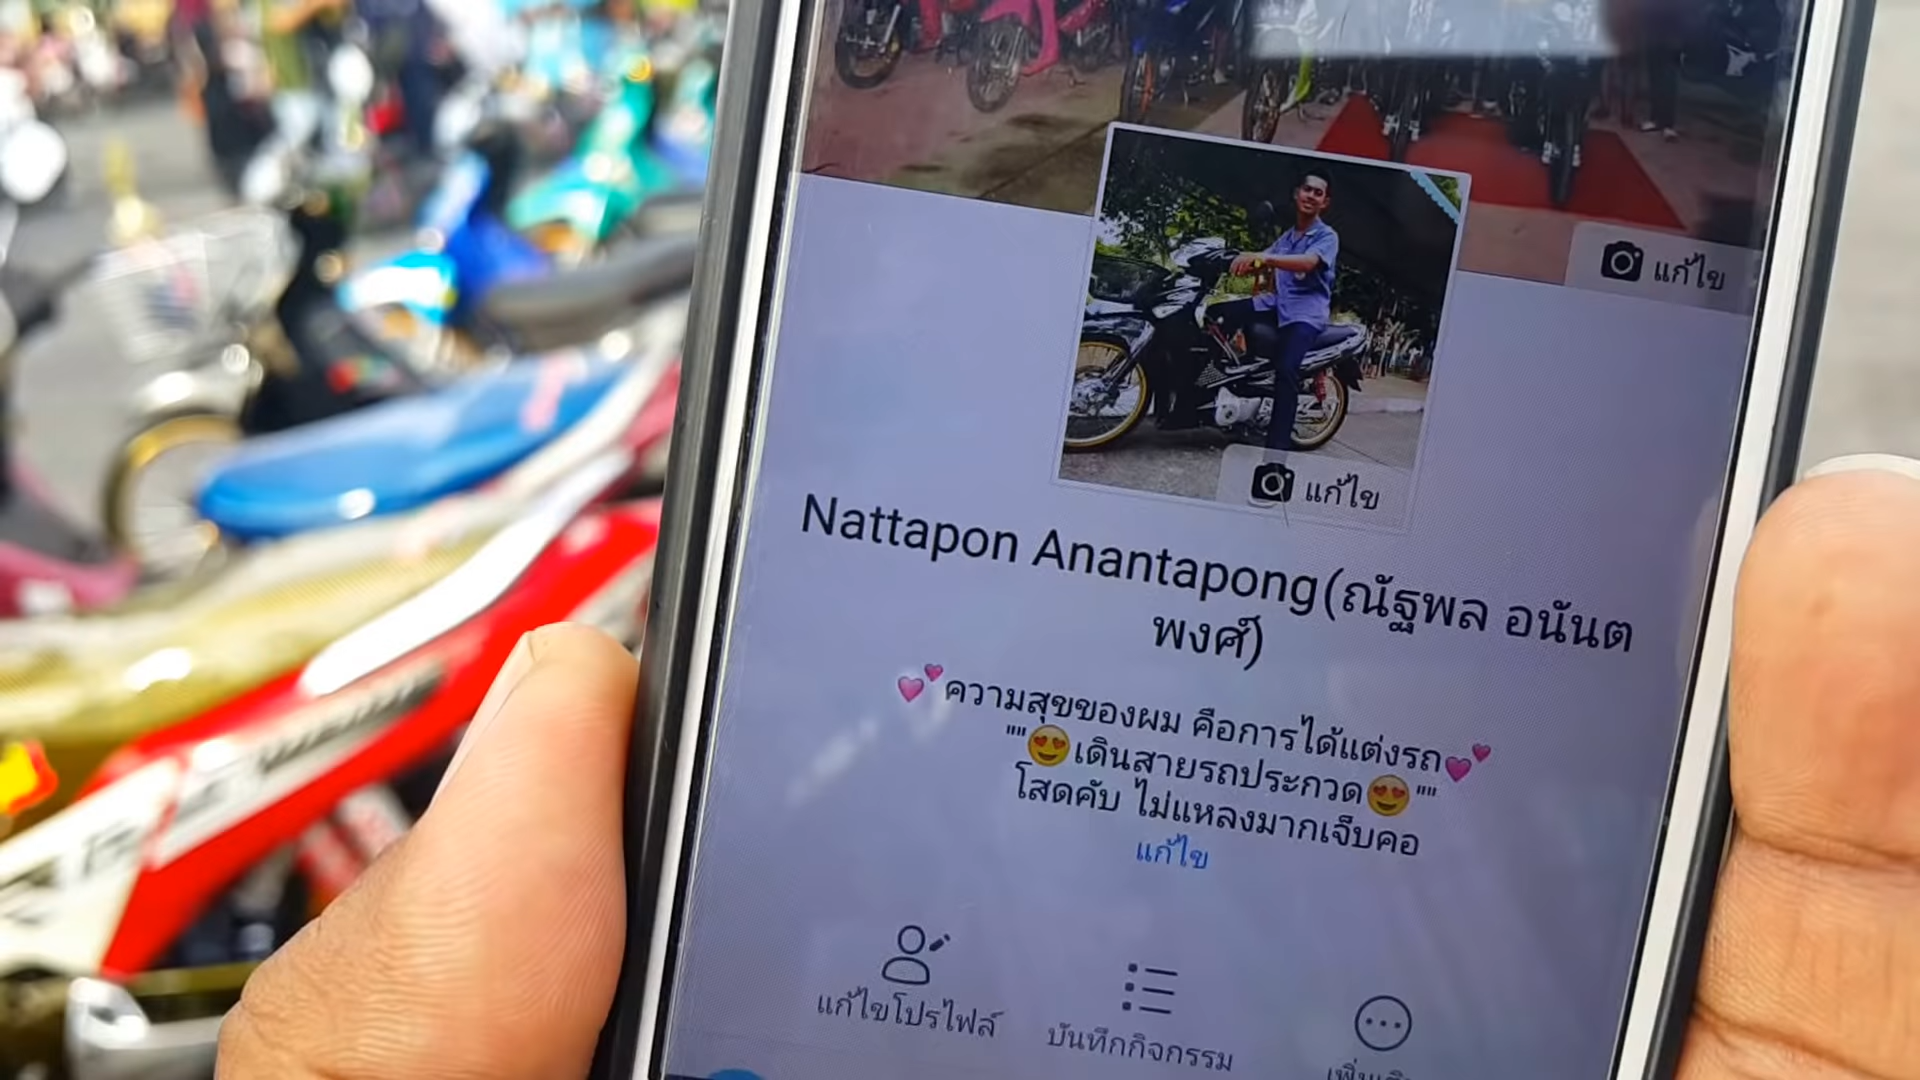 แก้ไข
แก้ไข
Nattapon Anantapong(ณัฐพล อนันต
พงศ์)
💕ความสุขของผม คือการได้แต่งรถ💕
""😍เดินสายรถประกวด😍""
โสดคับ ไม่แหลงมากเจ็บคอ
แก้ไข
แก้ไขโปรไฟล์
บันทึกกิจกรรม